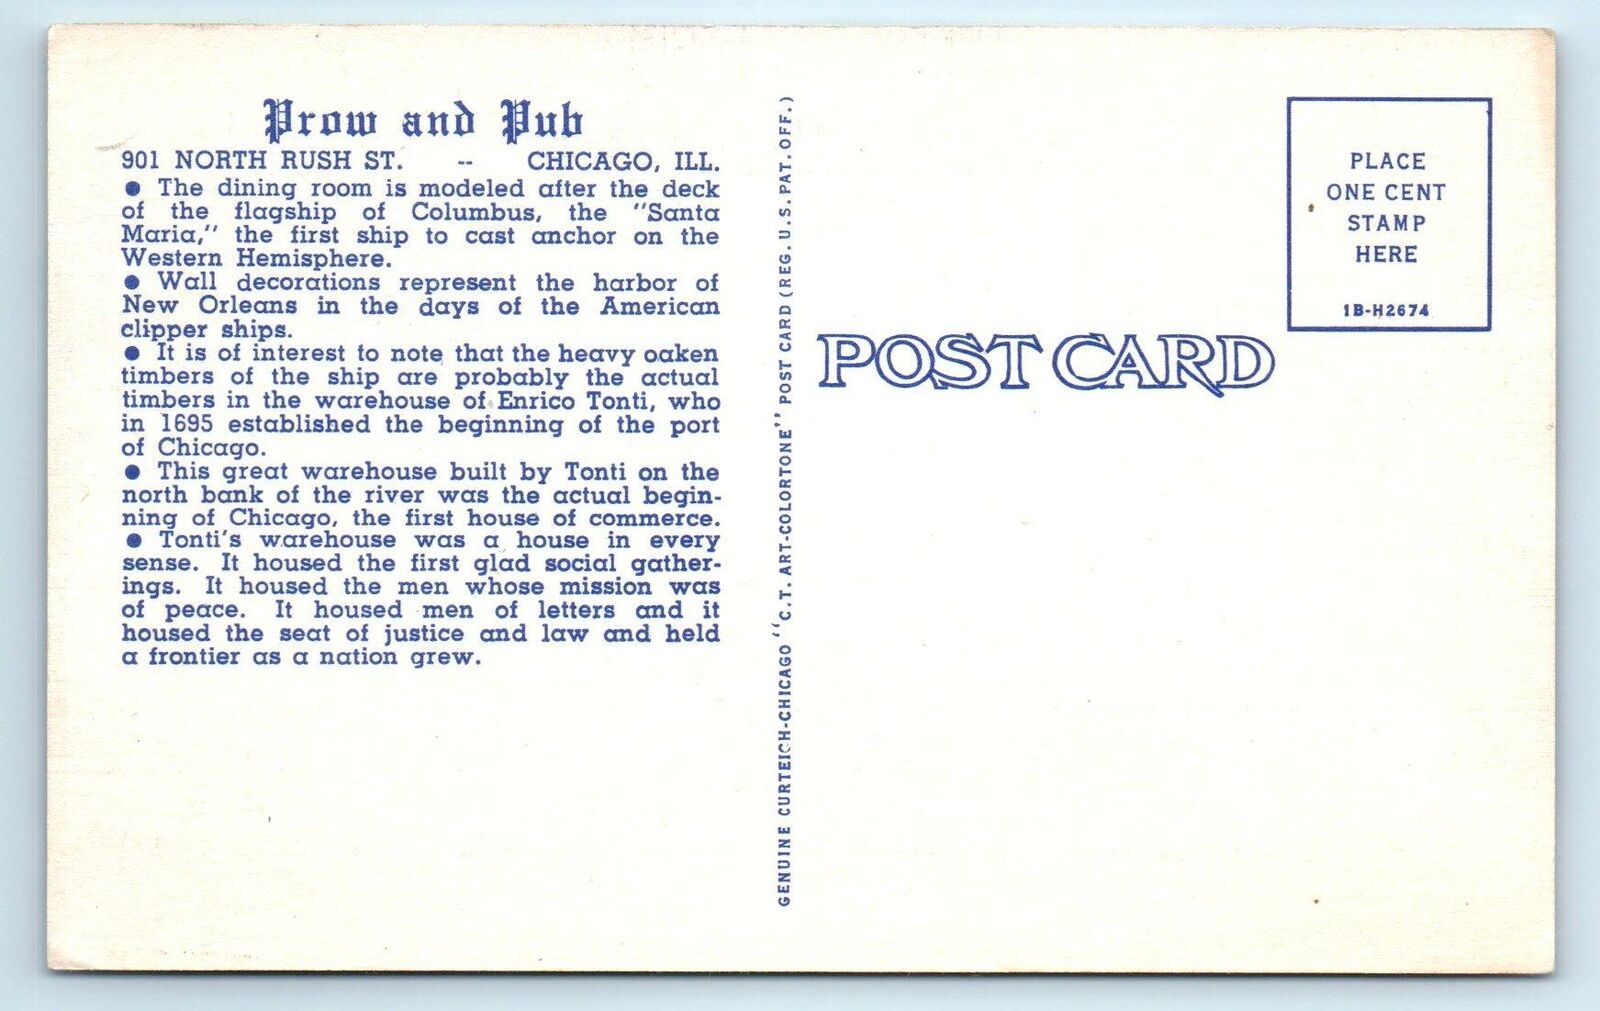 Prow and Pub
901 NORTH RUSH ST. -- CHICAGO, ILL.
● The dining room is modeled after the deck
of the flagship of Columbus, the "Santa
Maria," the first ship to cast anchor on the
Western Hemisphere.
● Wall decorations represent the harbor of
New Orleans in the days of the American
clipper ships.
● It is of interest to note that the heavy oaken
timbers of the ship are probably the actual
timbers in the warehouse of Enrico Tonti, who
in 1695 established the beginning of the port
of Chicago.
● This great warehouse built by Tonti on the
north bank of the river was the actual begin-
ning of Chicago, the first house of commerce.
● Tonti's warehouse was a house in every
sense. It housed the first glad social gather-
ings. It housed the men whose mission was
of peace. It housed men of letters and it
housed the seat of justice and law and held
a frontier as a nation grew.
GENUINE CURTEICH-CHICAGO "C.T. ART-COLORTONE" POST CARD (REG. U.S. PAT. OFF.)
POST CARD
PLACE
ONE CENT
STAMP
HERE
1B-H2674